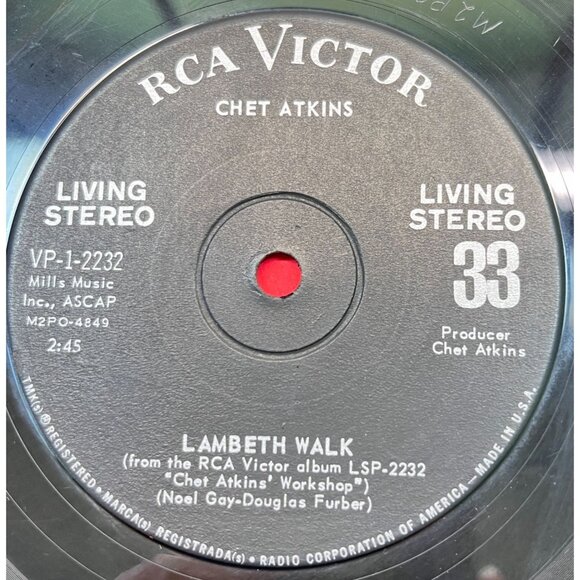 M2PO
RCA VICTOR
CHET ATKINS
LIVING
STEREO
VP-1-2232
Mills Music
Inc., ASCAP
M2PO-4849
2:45
LIVING
STEREO
33
Producer
Chet Atkins
LAMBETH WALK
(from the RCA Victor album LSP-2232
"Chet Atkins' Workshop")
(Noel Gay-Douglas Furber)
TMK(s) ® REGISTERED • MARCA(s) REGISTRADA(s) • RADIO CORPORATION OF AMERICA — MADE IN U.S.A.